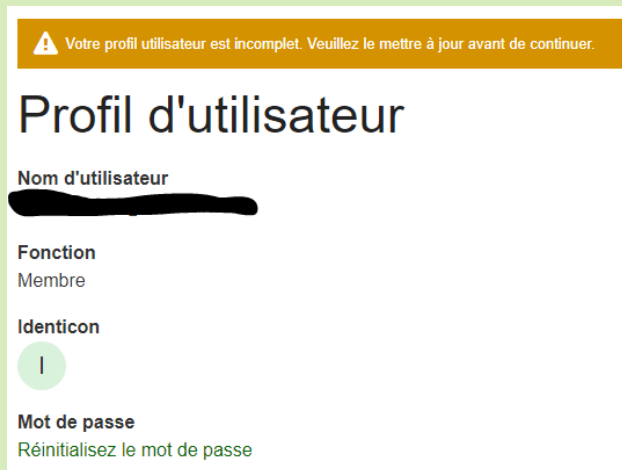 Votre profil utilisateur est incomplet. Veuillez le mettre à jour avant de continuer.
Profil d'utilisateur
Nom d'utilisateur
Fonction
Membre
Identicon
I
Mot de passe
Réinitialisez le mot de passe